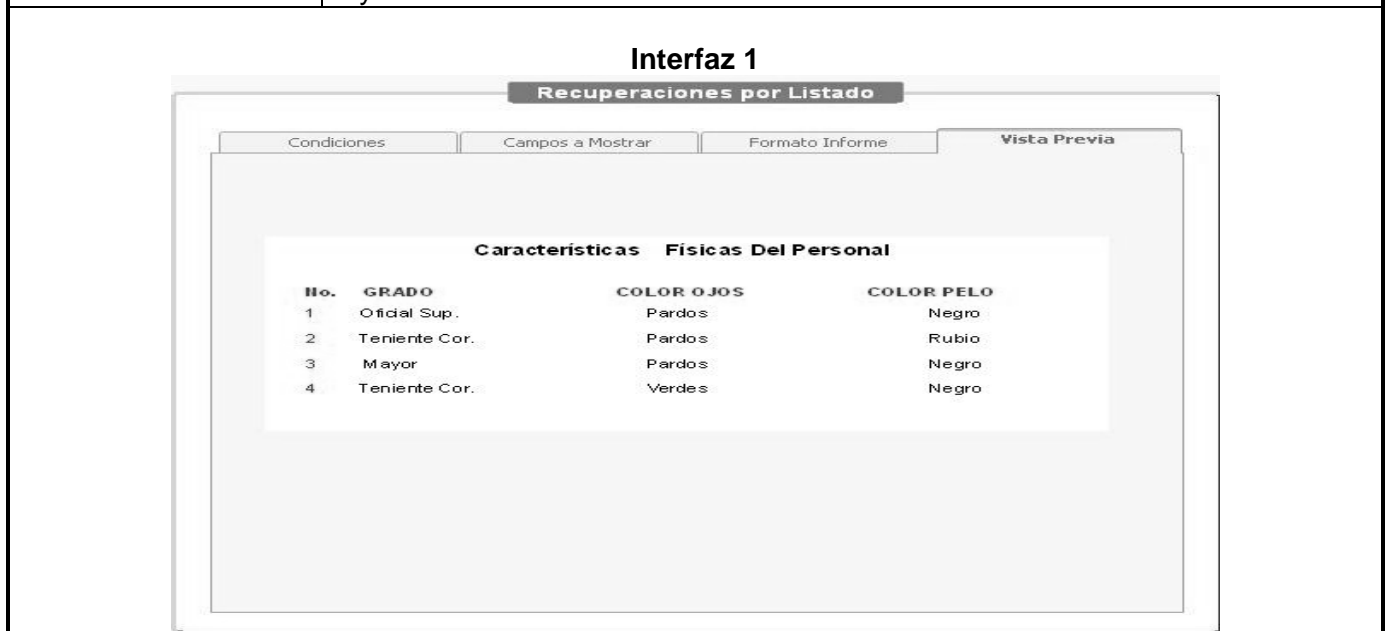 Interfaz 1
Recuperaciones por Listado
Condiciones Campos a Mostrar Formato Informe Vista Previa
Características Físicas Del Personal
No. GRADO COLOR OJOS COLOR PELO
1 Oficial Sup. Pardos Negro
2 Teniente Cor. Pardos Rubio
3 Mayor Pardos Negro
4 Teniente Cor. Verdes Negro